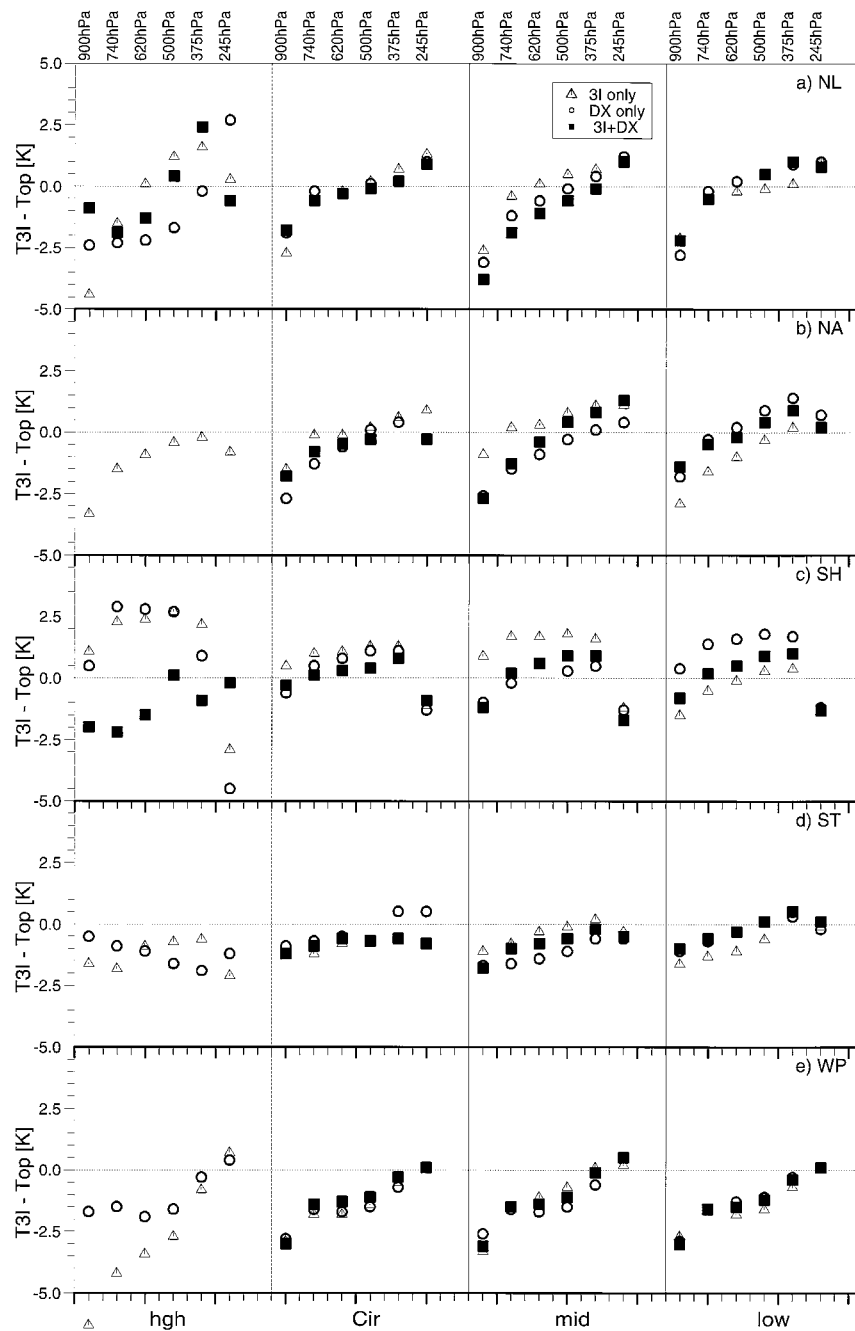 900hPa 740hPa 620hPa 500hPa 375hPa 245hPa 900hPa 740hPa 620hPa 500hPa 375hPa 245hPa 900hPa 740hPa 620hPa 500hPa 375hPa 245hPa 900hPa 740hPa 620hPa 500hPa 375hPa 245hPa
5.0
a) NL
3I only
DX only
3I+DX
2.5
0.0
-2.5
-5.0
T3I - Top [K]
b) NA
2.5
0.0
-2.5
-5.0
T3I - Top [K]
c) SH
2.5
0.0
-2.5
-5.0
T3I - Top [K]
d) ST
2.5
0.0
-2.5
-5.0
T3I - Top [K]
e) WP
2.5
0.0
-2.5
-5.0
T3I - Top [K]
hgh Cir mid low